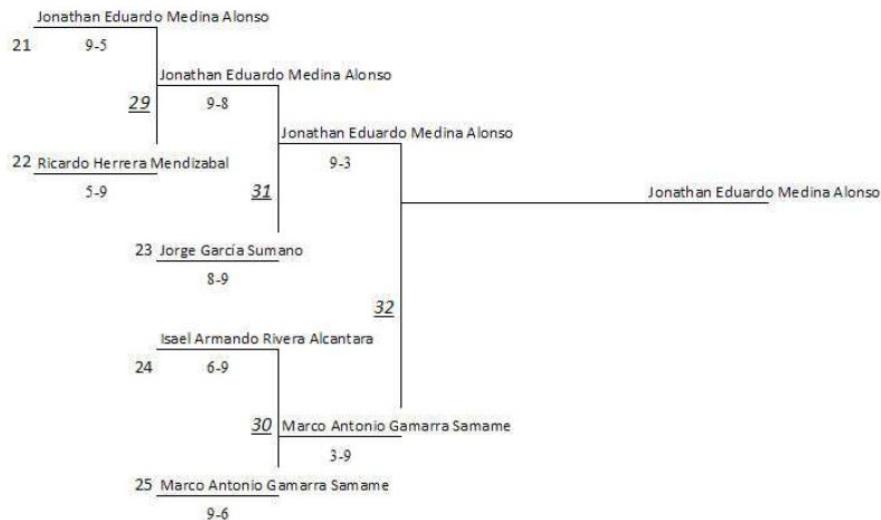 Jonathan Eduardo Medina Alonso
21 9-5
Jonathan Eduardo Medina Alonso
29 9-8
Jonathan Eduardo Medina Alonso
22 Ricardo Herrera Mendizabal
9-3
5-9
31
Jonathan Eduardo Medina Alonso
23 Jorge García Sumano
8-9
32
Isael Armando Rivera Alcantara
24 6-9
30 Marco Antonio Gamarra Samame
3-9
25 Marco Antonio Gamarra Samame
9-6